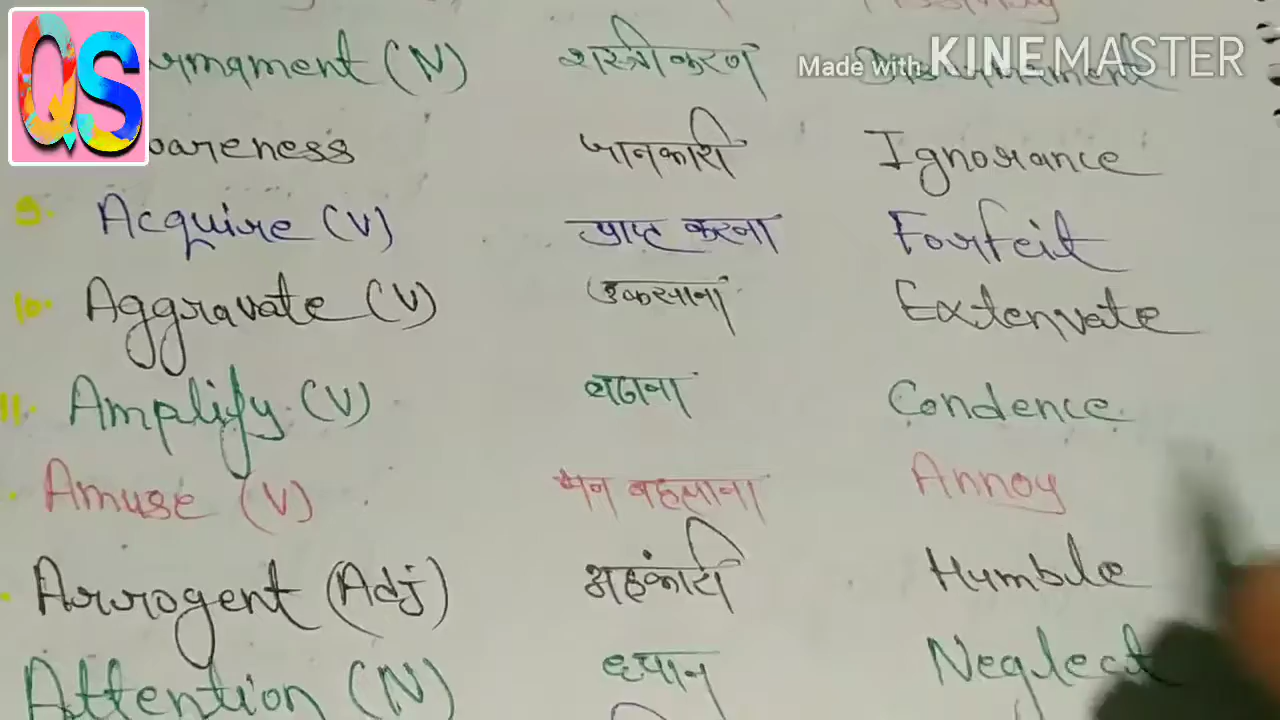 QS
Made with KINEMASTER
rmament (N) शस्त्रीकरण
wareness जानकारी Ignorance
9. Acquire (V) प्राप्त करना Forfeit
10. Aggravate (V) उकसाना Extenvate
11. Amplify (V) बढाना Condence
Amuse (V) मन बहलाना Annoy
Arrogent (Adj) अहंकारी Humble
Attention (N) ध्यान Neglect